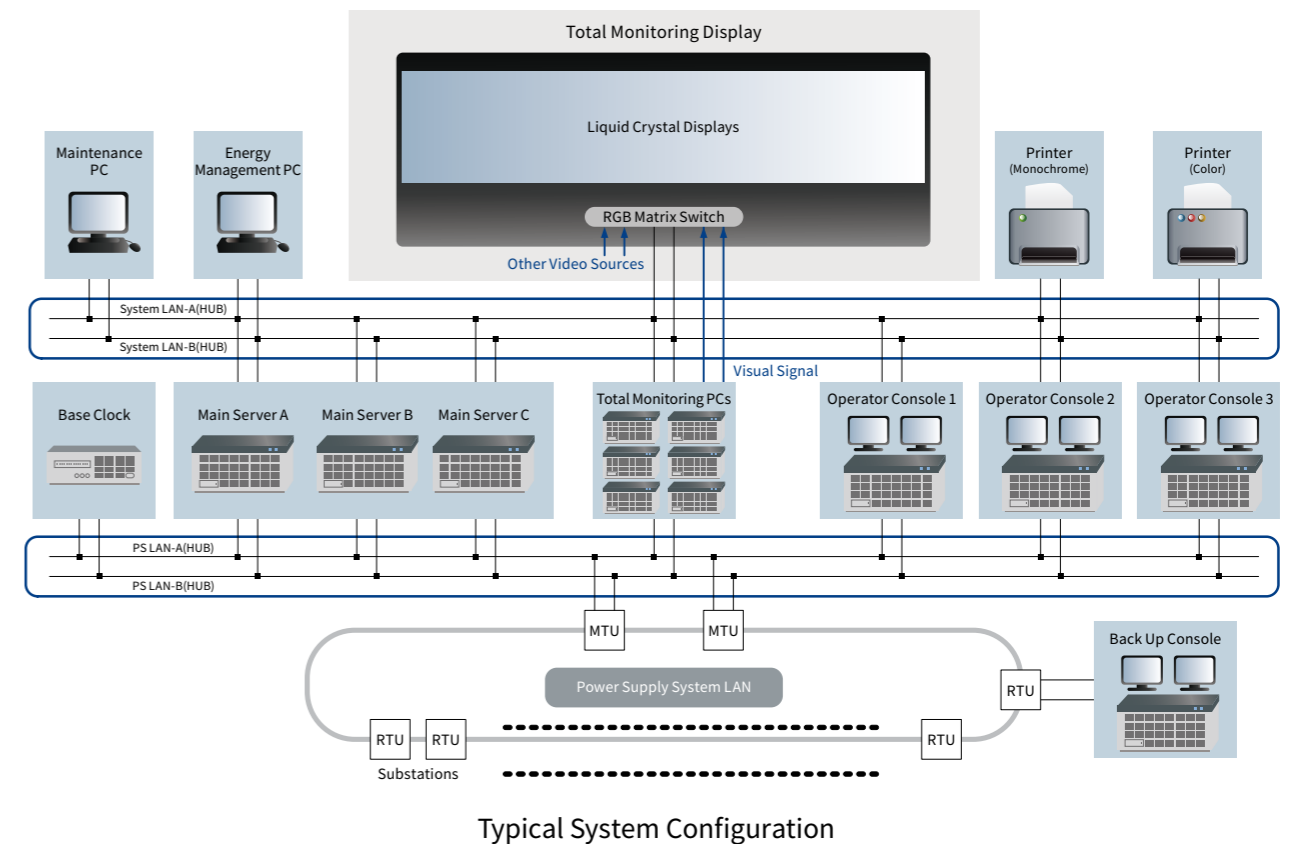 Total Monitoring Display
Liquid Crystal Displays
Maintenance
PC
Energy
Management PC
Printer
(Monochrome)
Printer
(Color)
RGB Matrix Switch
Other Video Sources
System LAN-A(HUB)
System LAN-B(HUB)
Visual Signal
Base Clock
Main Server A
Main Server B
Main Server C
Total Monitoring PCs
Operator Console 1
Operator Console 2
Operator Console 3
PS LAN-A(HUB)
PS LAN-B(HUB)
MTU
MTU
Back Up Console
Power Supply System LAN
RTU
RTU
RTU
RTU
Substations
Typical System Configuration